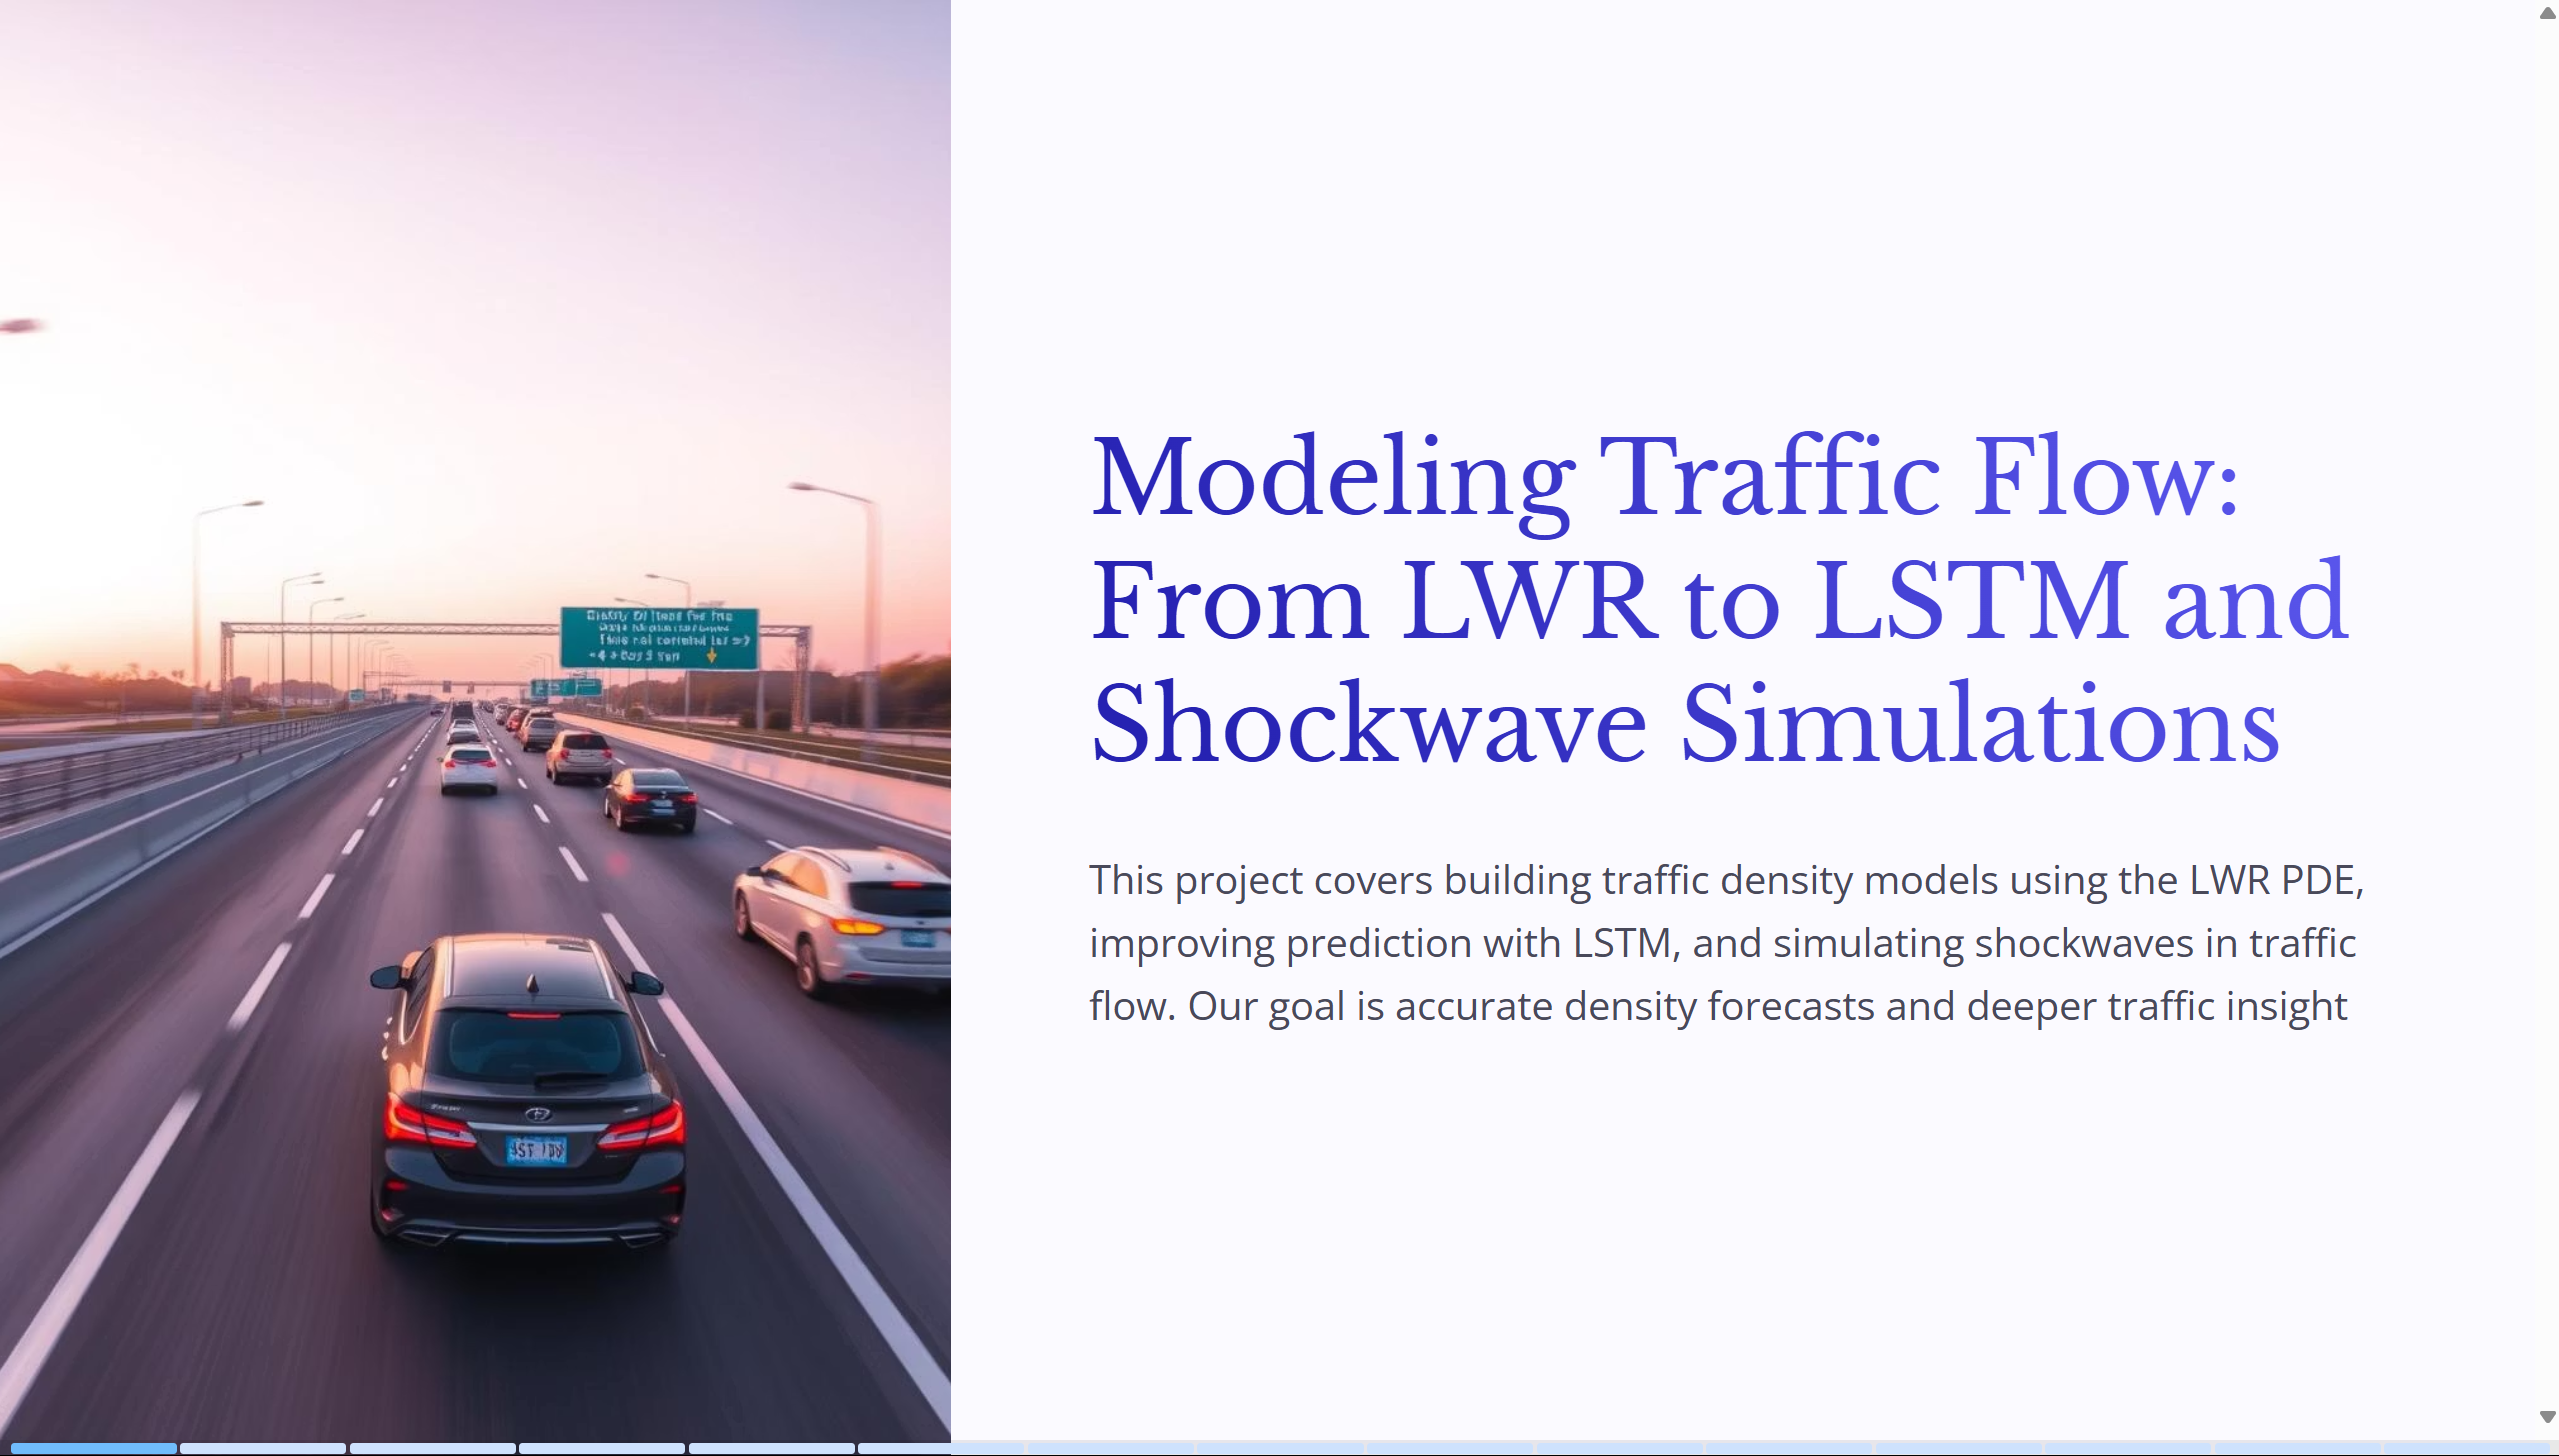 Modeling Traffic Flow:
From LWR to LSTM and
Shockwave Simulations
This project covers building traffic density models using the LWR PDE,
improving prediction with LSTM, and simulating shockwaves in traffic
flow. Our goal is accurate density forecasts and deeper traffic insight